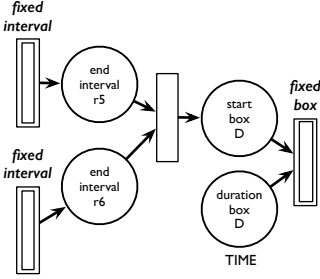 fixed
interval
end
interval
r5
start
box
D
fixed
box
fixed
interval
end
interval
r6
duration
box
D
TIME